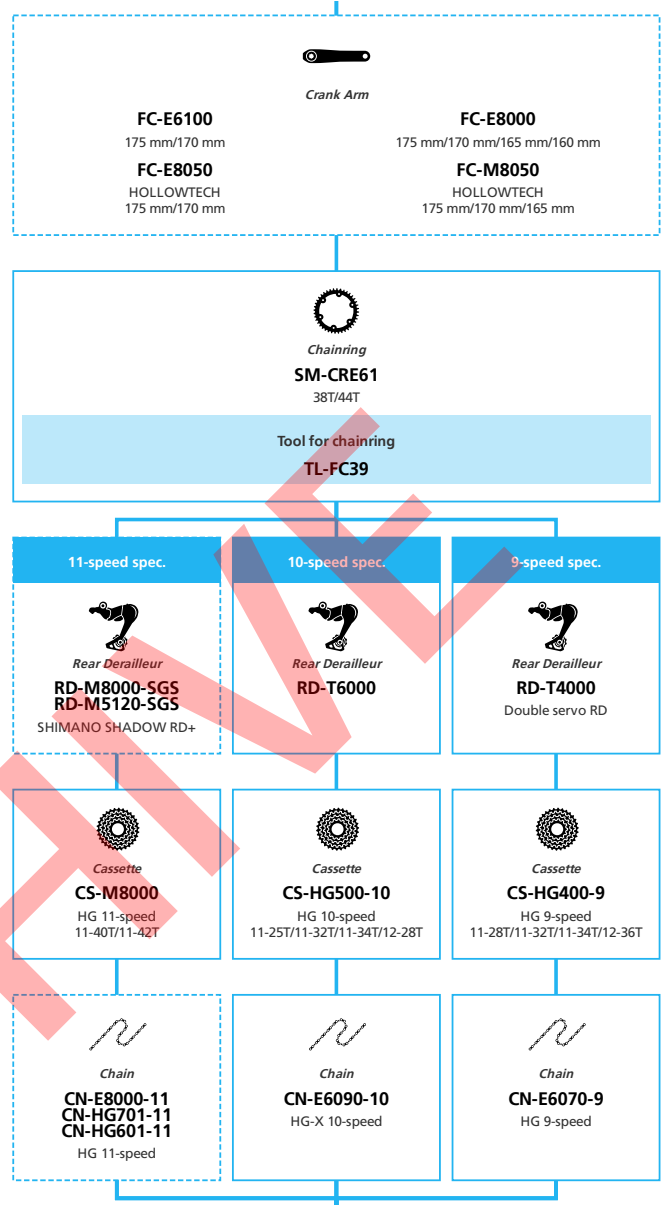 Crank Arm
FC-E6100
175 mm/170 mm
FC-E8050
HOLLOWTECH
175 mm/170 mm
FC-E8000
175 mm/170 mm/165 mm/160 mm
FC-M8050
HOLLOWTECH
175 mm/170 mm/165 mm
Chainring
SM-CRE61
38T/44T
Tool for chainring
TL-FC39
11-speed spec.
Rear Derailleur
RD-M8000-SGS
RD-M5120-SGS
SHIMANO SHADOW RD+
Cassette
CS-M8000
HG 11-speed
11-40T/11-42T
Chain
CN-E8000-11
CN-HG701-11
CN-HG601-11
HG 11-speed
10-speed spec.
Rear Derailleur
RD-T6000
Cassette
CS-HG500-10
HG 10-speed
11-25T/11-32T/11-34T/12-28T
Chain
CN-E6090-10
HG-X 10-speed
9-speed spec.
Rear Derailleur
RD-T4000
Double servo RD
Cassette
CS-HG400-9
HG 9-speed
11-28T/11-32T/11-34T/12-36T
Chain
CN-E6070-9
HG 9-speed
HIVE